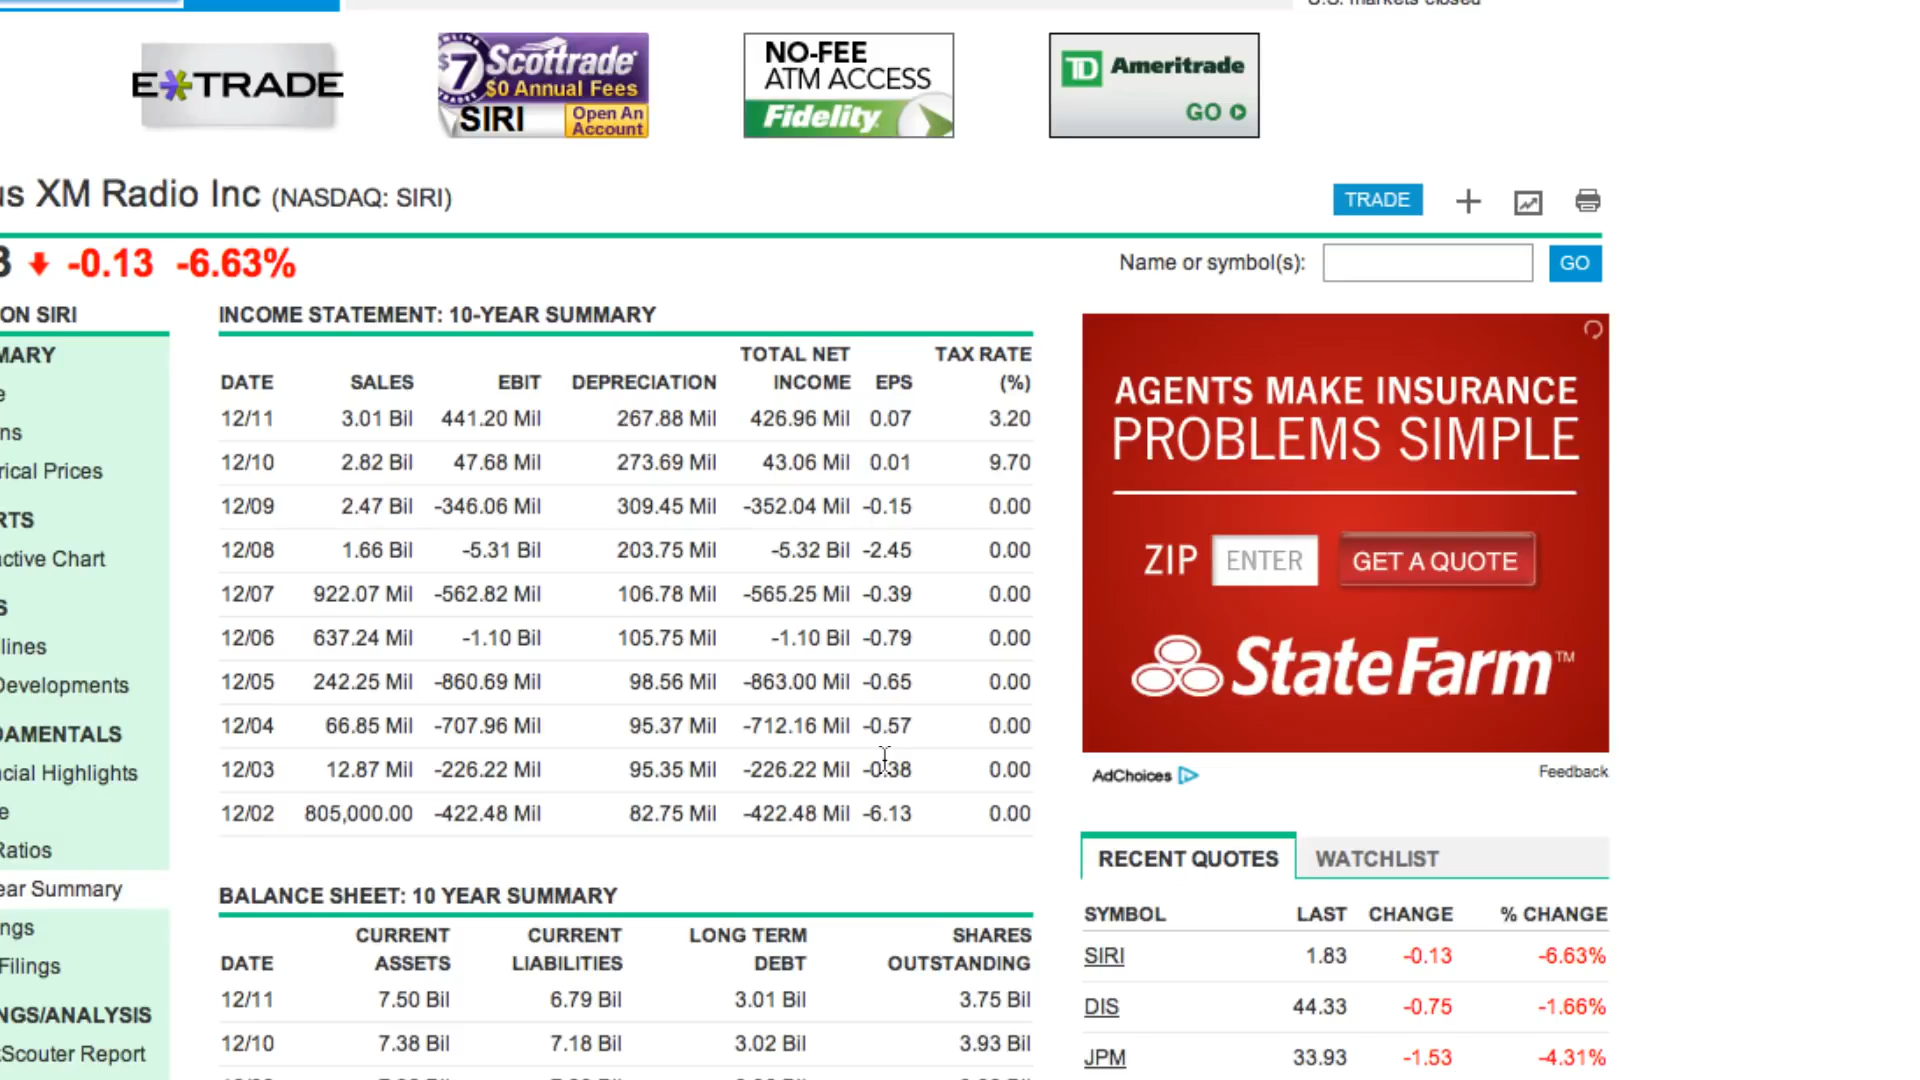 U.S. markets closed
E*TRADE
$7 Scottrade
$0 Annual Fees
SIRI Open An Account
NO-FEE
ATM ACCESS
Fidelity
TD Ameritrade
GO
us XM Radio Inc (NASDAQ: SIRI)
TRADE
-0.13 -6.63%
Name or symbol(s):
GO
ON SIRI
MARY
e
ns
rical Prices
RTS
active Chart
S
lines
Developments
DAMENTALS
cial Highlights
e
Ratios
ear Summary
ngs
Filings
NGS/ANALYSIS
Scouter Report
INCOME STATEMENT: 10-YEAR SUMMARY
DATE SALES EBIT DEPRECIATION TOTAL NET INCOME EPS TAX RATE (%)
12/11 3.01 Bil 441.20 Mil 267.88 Mil 426.96 Mil 0.07 3.20
12/10 2.82 Bil 47.68 Mil 273.69 Mil 43.06 Mil 0.01 9.70
12/09 2.47 Bil -346.06 Mil 309.45 Mil -352.04 Mil -0.15 0.00
12/08 1.66 Bil -5.31 Bil 203.75 Mil -5.32 Bil -2.45 0.00
12/07 922.07 Mil -562.82 Mil 106.78 Mil -565.25 Mil -0.39 0.00
12/06 637.24 Mil -1.10 Bil 105.75 Mil -1.10 Bil -0.79 0.00
12/05 242.25 Mil -860.69 Mil 98.56 Mil -863.00 Mil -0.65 0.00
12/04 66.85 Mil -707.96 Mil 95.37 Mil -712.16 Mil -0.57 0.00
12/03 12.87 Mil -226.22 Mil 95.35 Mil -226.22 Mil -0.38 0.00
12/02 805,000.00 -422.48 Mil 82.75 Mil -422.48 Mil -6.13 0.00
BALANCE SHEET: 10 YEAR SUMMARY
DATE CURRENT ASSETS CURRENT LIABILITIES LONG TERM DEBT SHARES OUTSTANDING
12/11 7.50 Bil 6.79 Bil 3.01 Bil 3.75 Bil
12/10 7.38 Bil 7.18 Bil 3.02 Bil 3.93 Bil
AGENTS MAKE INSURANCE
PROBLEMS SIMPLE
ZIP ENTER GET A QUOTE
StateFarm™
AdChoices
Feedback
RECENT QUOTES WATCHLIST
SYMBOL LAST CHANGE % CHANGE
SIRI 1.83 -0.13 -6.63%
DIS 44.33 -0.75 -1.66%
JPM 33.93 -1.53 -4.31%